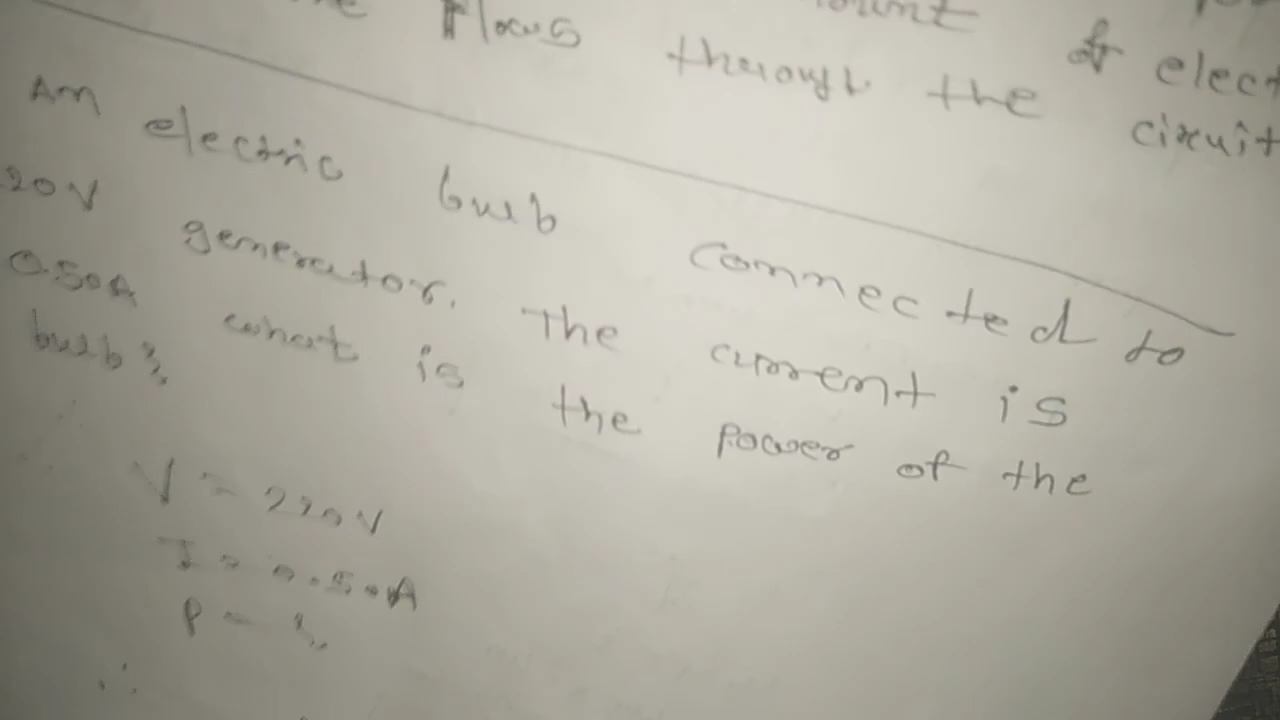 Flows through the circuit
of elect
An electric bulb connected to
20V generator. The current is
0.50A what is the power of the
bulb?
V = 220V
I = 0.50A
P = ?
∴